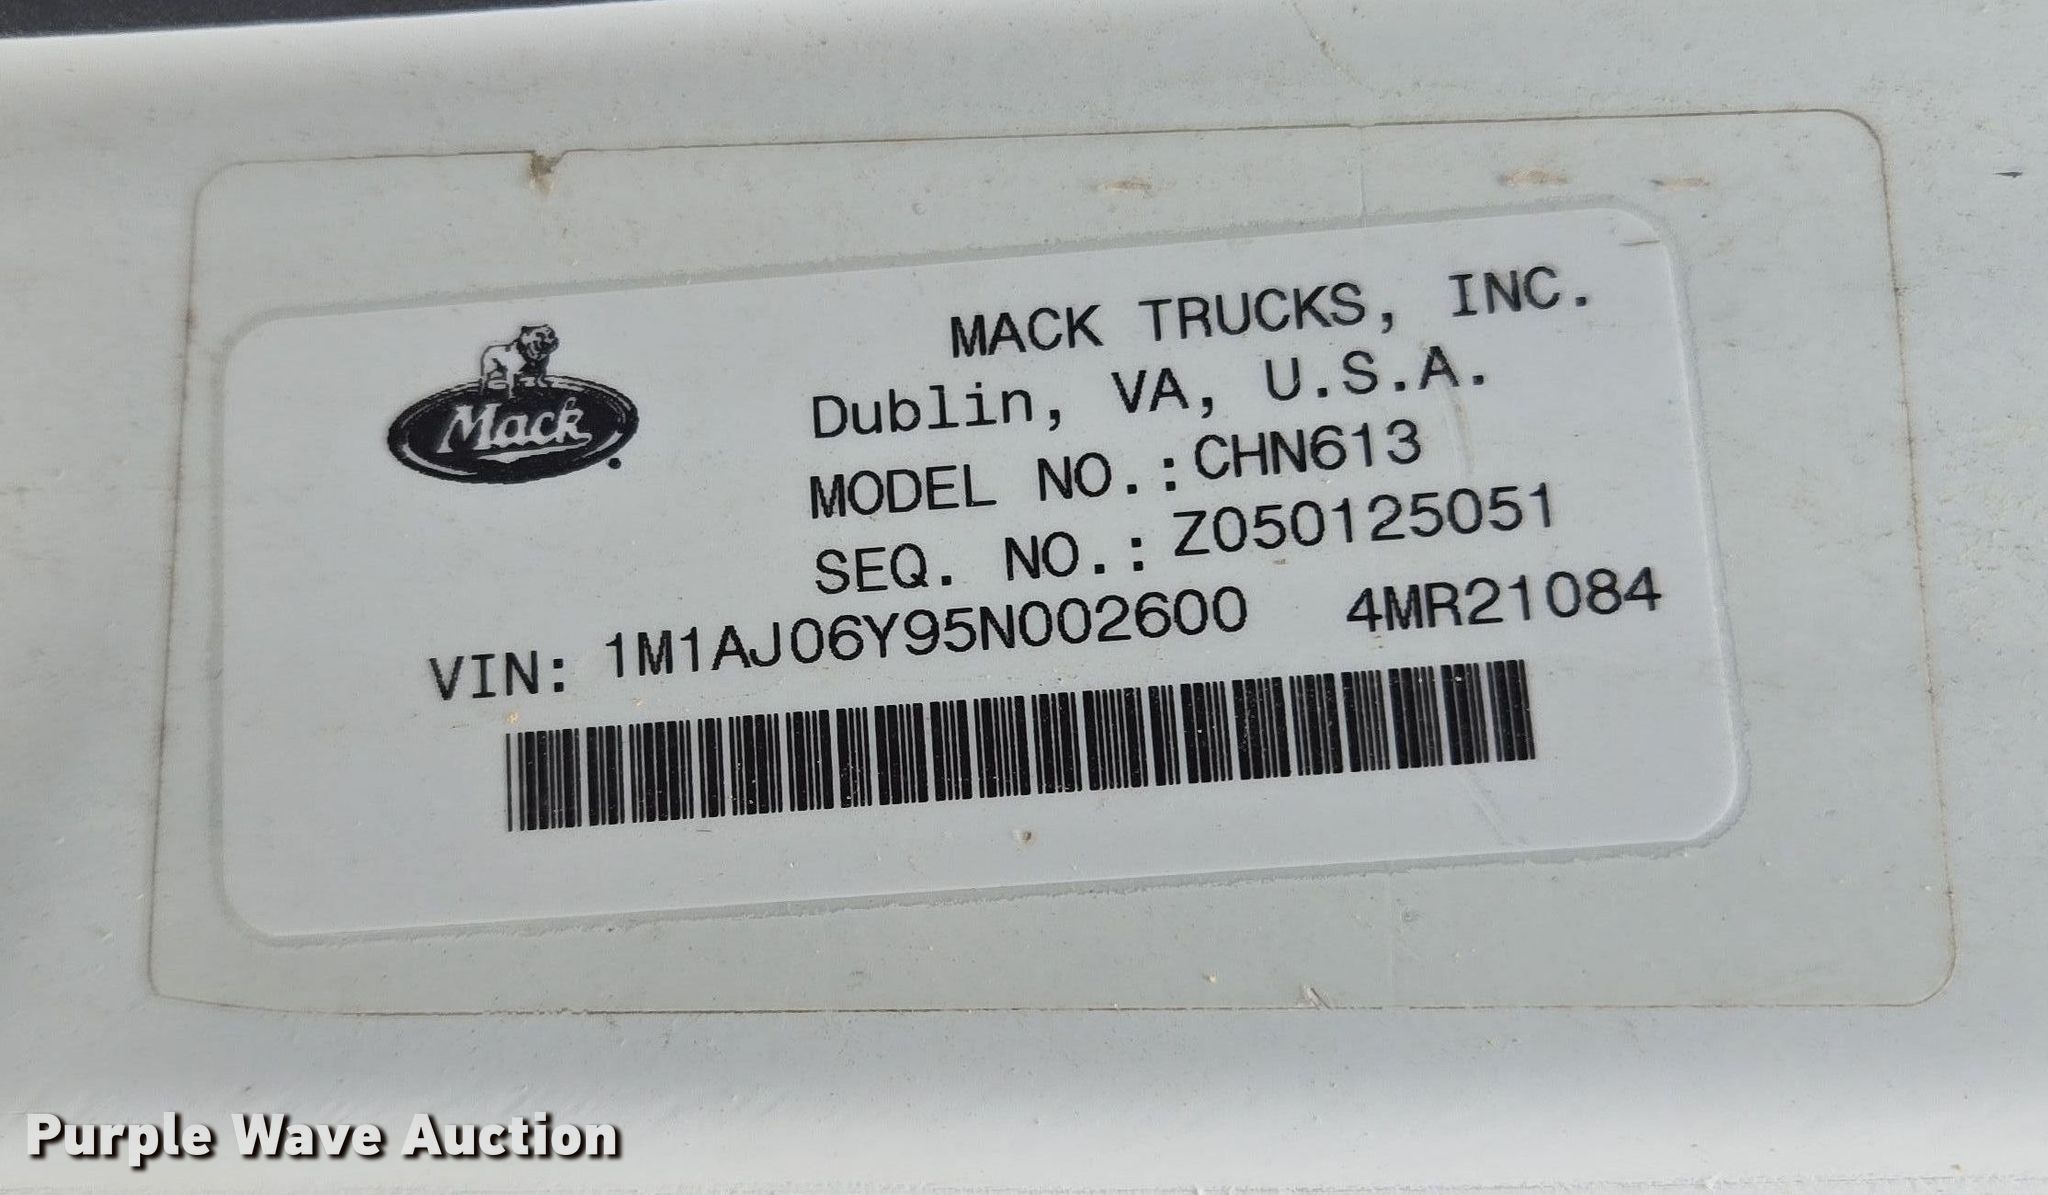 Mack
MACK TRUCKS, INC.
Dublin, VA, U.S.A.
MODEL NO.:CHN613
SEQ. NO.: Z050125051
VIN: 1M1AJ06Y95N002600 4MR21084
Purple Wave Auction